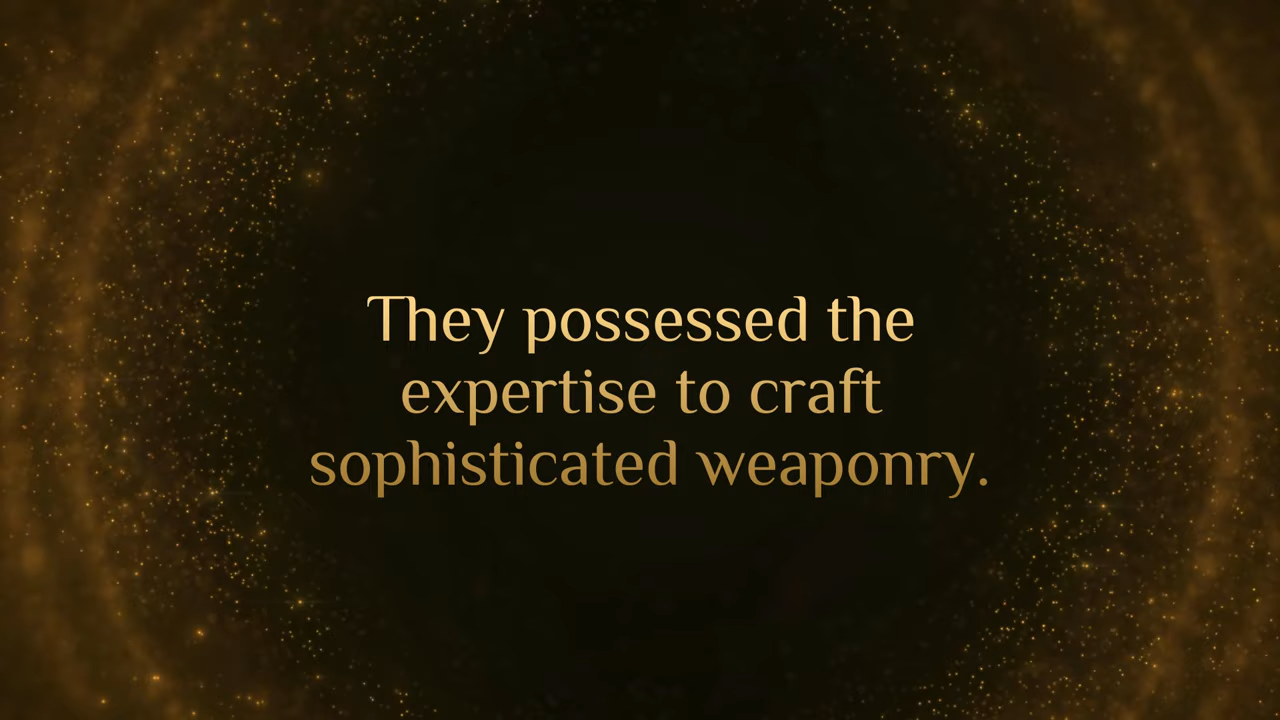 They possessed the
expertise to craft
sophisticated weaponry.